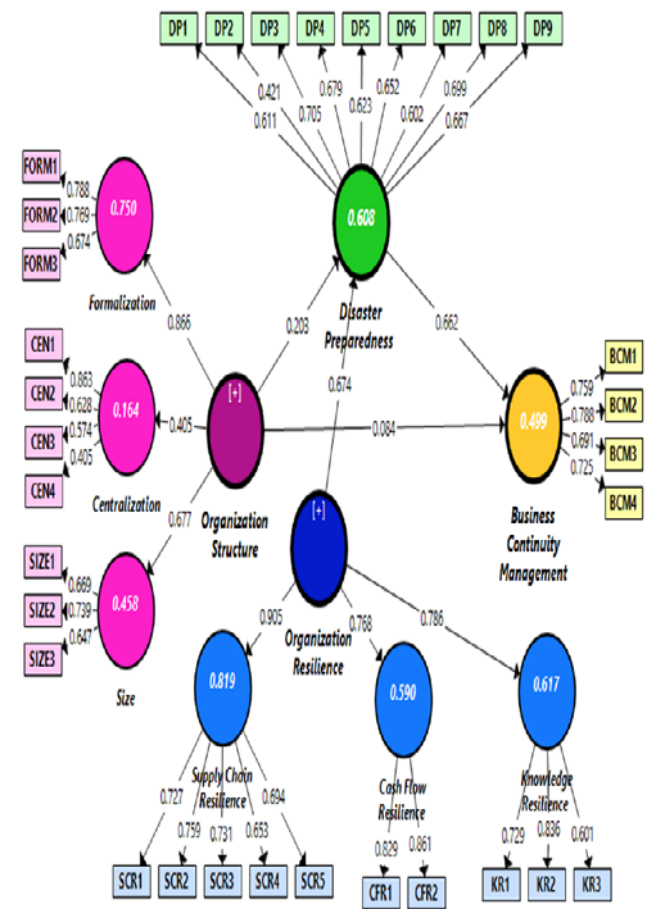 DP1 DP2 DP3 DP4 DP5 DP6 DP7 DP8 DP9
0.611 0.421 0.705 0.679 0.623 0.652 0.602 0.699 0.667
0.608
Disaster
Preparedness
FORM1
FORM2
FORM3
0.788
0.769
0.674
0.750
Formalization
0.866
0.203
0.662
0.674
CEN1
CEN2
CEN3
CEN4
0.863
0.628
0.574
0.405
0.164
Centralization
0.405
[+]
Organization
Structure
0.084
0.499
Business
Continuity
Management
0.759
0.788
0.691
0.725
BCM1
BCM2
BCM3
BCM4
0.677
SIZE1
SIZE2
SIZE3
0.669
0.739
0.647
0.458
Size
[+]
Organization
Resilience
0.905
0.768
0.786
0.819
Supply Chain
Resilience
0.590
Cash Flow
Resilience
0.617
Knowledge
Resilience
0.727 0.759 0.731 0.653 0.694
SCR1 SCR2 SCR3 SCR4 SCR5
0.829 0.861
CFR1 CFR2
0.729 0.836 0.601
KR1 KR2 KR3